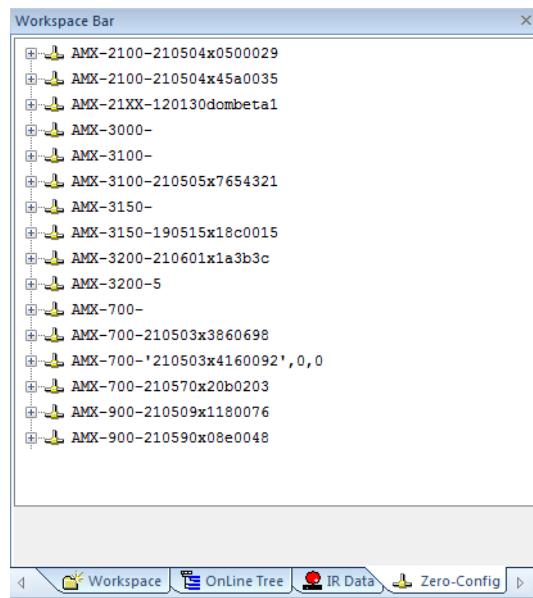 Workspace Bar
AMX-2100-210504x0500029
AMX-2100-210504x45a0035
AMX-21XX-120130dombeta1
AMX-3000-
AMX-3100-
AMX-3100-210505x7654321
AMX-3150-
AMX-3150-190515x18c0015
AMX-3200-210601x1a3b3c
AMX-3200-5
AMX-700-
AMX-700-210503x3860698
AMX-700-'210503x4160092',0,0
AMX-700-210570x20b0203
AMX-900-210509x1180076
AMX-900-210590x08e0048
Workspace OnLine Tree IR Data Zero-Config